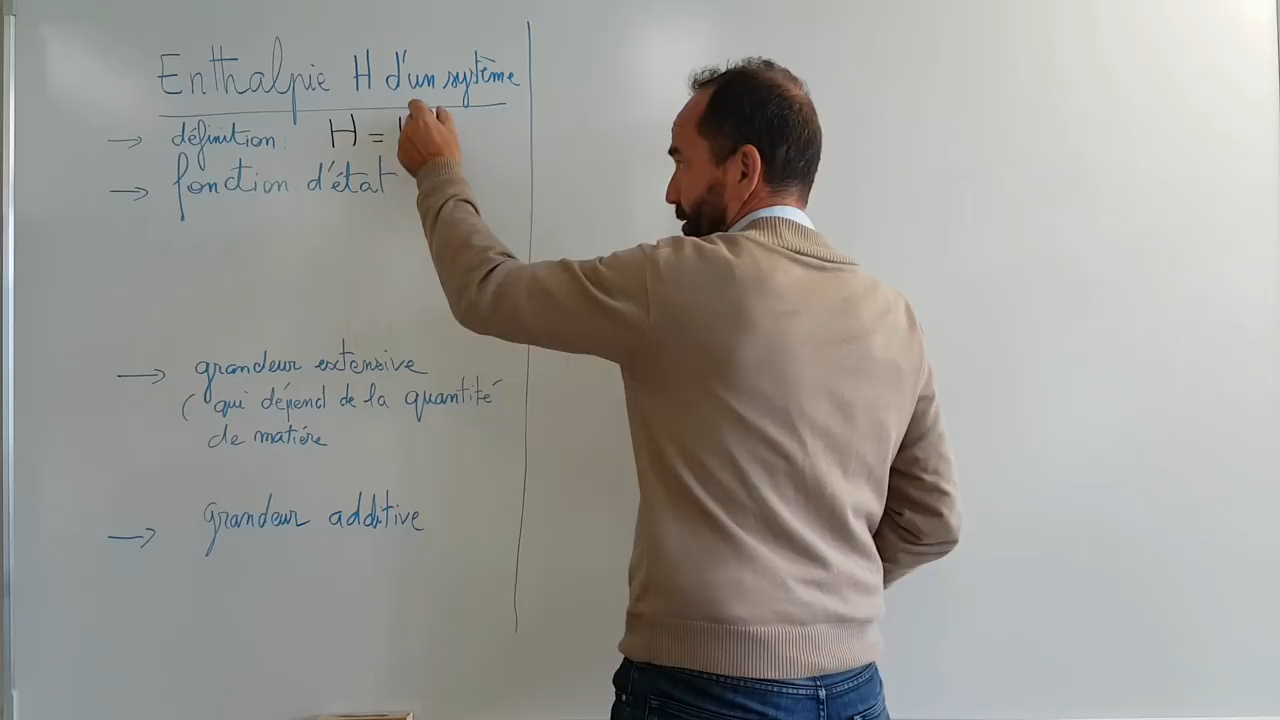 Enthalpie H d'un système
→ définition: H =
→ fonction d'état
→ grandeur extensive
( qui dépend de la quantité
de matière
→ grandeur additive